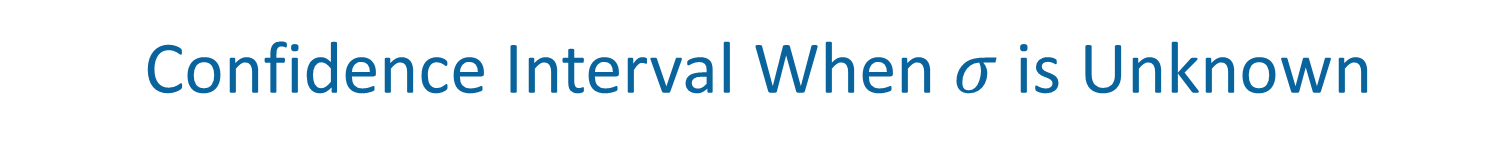 Confidence Interval When σ is Unknown